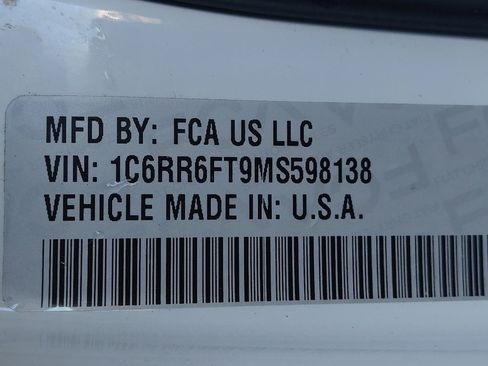 MFD BY: FCA US LLC
VIN: 1C6RR6FT9MS598138
VEHICLE MADE IN: U.S.A.